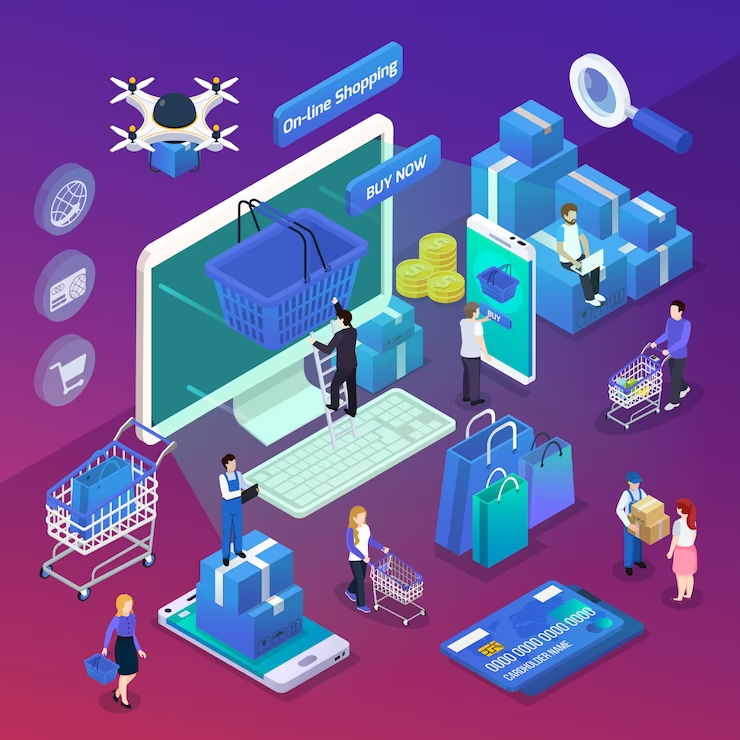 On-line Shopping
BUY NOW
BUY
0000 0000 0000 0000
CARDHOLDER NAME